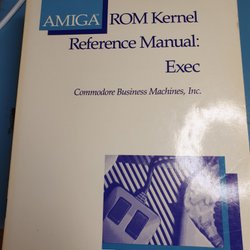 AMIGA ROM Kernel
Reference Manual:
Exec
Commodore Business Machines, Inc.